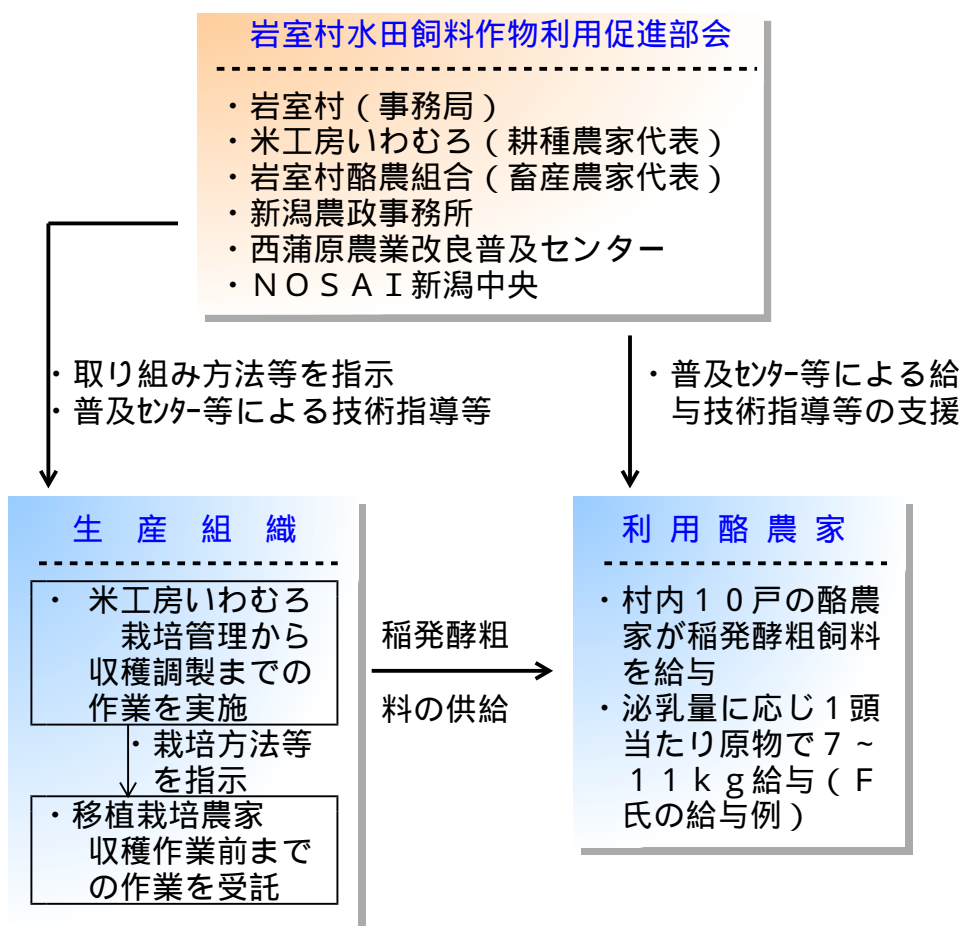 岩室村水田飼料作物利用促進部会
・岩室村（事務局）
・米工房いわむろ（耕種農家代表）
・岩室村酪農組合（畜産農家代表）
・新潟農政事務所
・西蒲原農業改良普及センター
・ＮＯＳＡＩ新潟中央
・取り組み方法等を指示
・普及ｾﾝﾀｰ等による技術指導等
・普及ｾﾝﾀｰ等による給
与技術指導等の支援
生産組織
・ 米工房いわむろ
栽培管理から
収穫調製までの
作業を実施
・栽培方法等
を指示
・移植栽培農家
収穫作業前まで
の作業を受託
稲発酵粗
料の供給
利用酪農家
・村内１０戸の酪農
家が稲発酵粗飼料
を給与
・泌乳量に応じ１頭
当たり原物で７～
１１ｋｇ給与（Ｆ
氏の給与例）